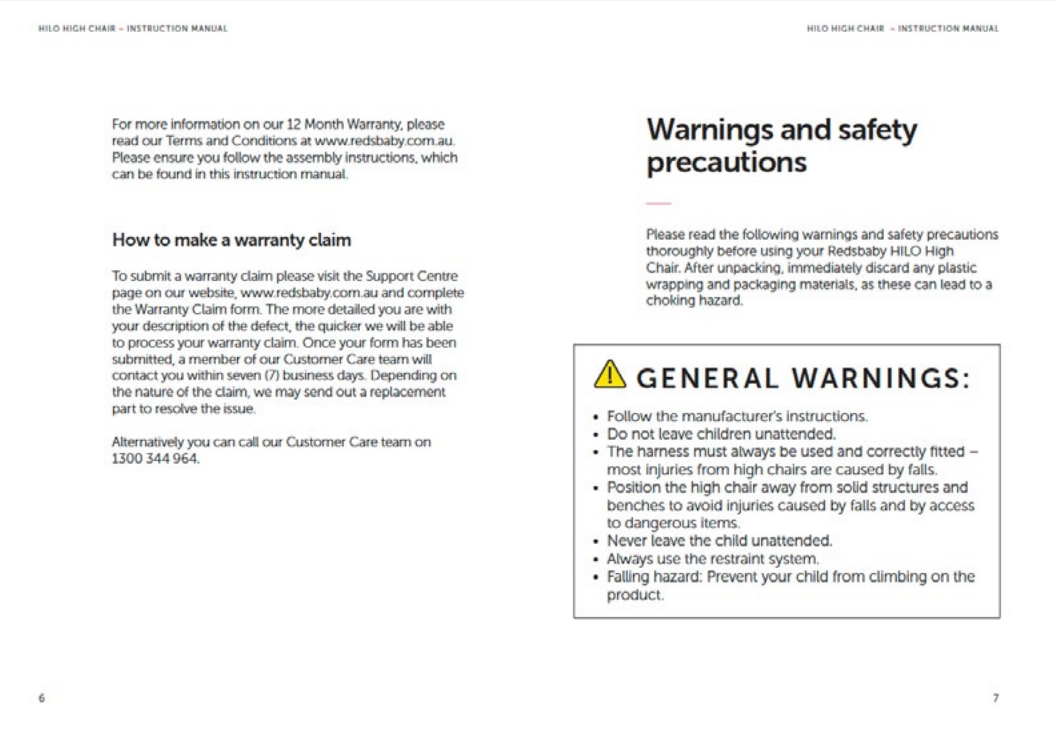 HILO HIGH CHAIR – INSTRUCTION MANUAL
For more information on our 12 Month Warranty, please
read our Terms and Conditions at www.redsbaby.com.au.
Please ensure you follow the assembly instructions, which
can be found in this instruction manual.
How to make a warranty claim
To submit a warranty claim please visit the Support Centre
page on our website, www.redsbaby.com.au and complete
the Warranty Claim form. The more detailed you are with
your description of the defect, the quicker we will be able
to process your warranty claim. Once your form has been
submitted, a member of our Customer Care team will
contact you within seven (7) business days. Depending on
the nature of the claim, we may send out a replacement
part to resolve the issue.
Alternatively you can call our Customer Care team on
1300 344 964.
6
HILO HIGH CHAIR – INSTRUCTION MANUAL
Warnings and safety
precautions
Please read the following warnings and safety precautions
thoroughly before using your Redsbaby HILO High
Chair. After unpacking, immediately discard any plastic
wrapping and packaging materials, as these can lead to a
choking hazard.
GENERAL WARNINGS:
• Follow the manufacturer's instructions.
• Do not leave children unattended.
• The harness must always be used and correctly fitted –
most injuries from high chairs are caused by falls.
• Position the high chair away from solid structures and
benches to avoid injuries caused by falls and by access
to dangerous items.
• Never leave the child unattended.
• Always use the restraint system.
• Falling hazard: Prevent your child from climbing on the
product.
7